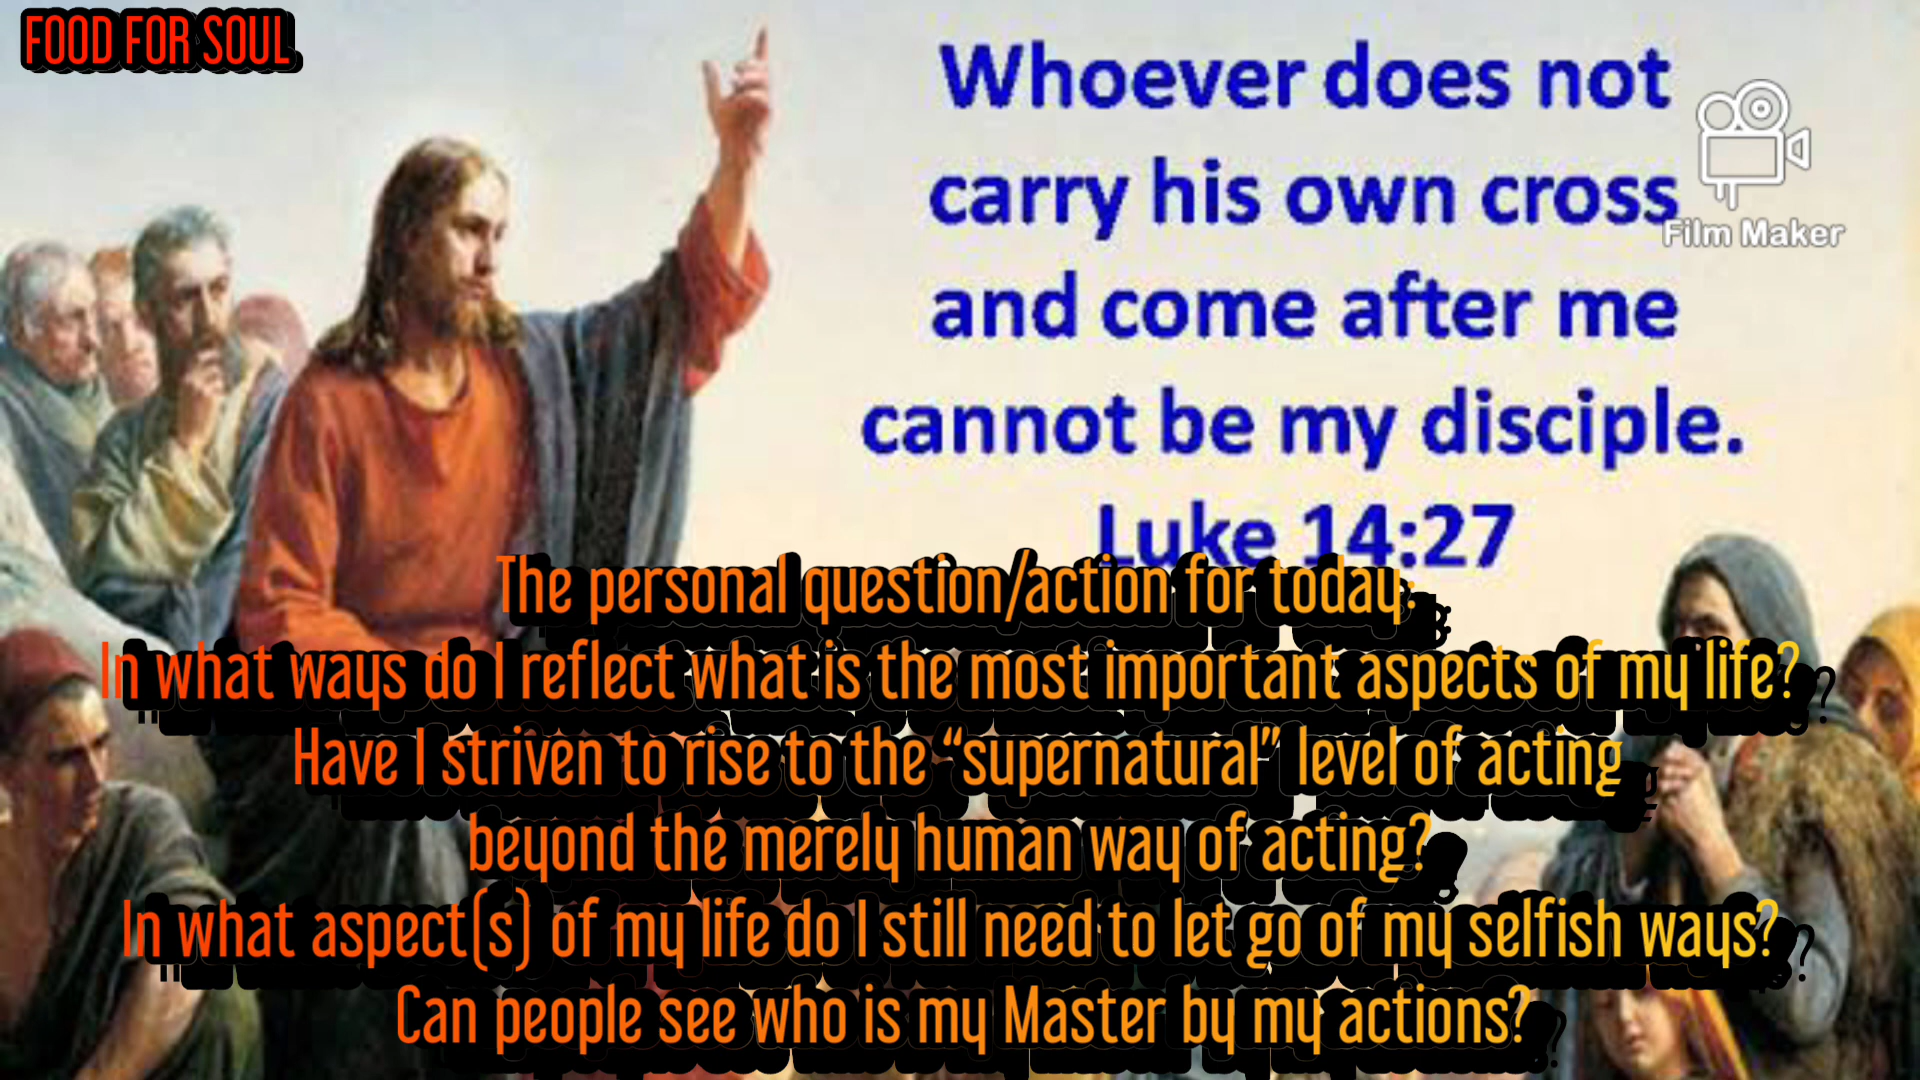 FOOD FOR SOUL
Whoever does not
carry his own cross
and come after me
cannot be my disciple.
Luke 14:27
Film Maker
The personal question/action for today:
In what ways do I reflect what is the most important aspects of my life?
Have I striven to rise to the “supernatural” level of acting
beyond the merely human way of acting?
In what aspect(s) of my life do I still need to let go of my selfish ways?
Can people see who is my Master by my actions?